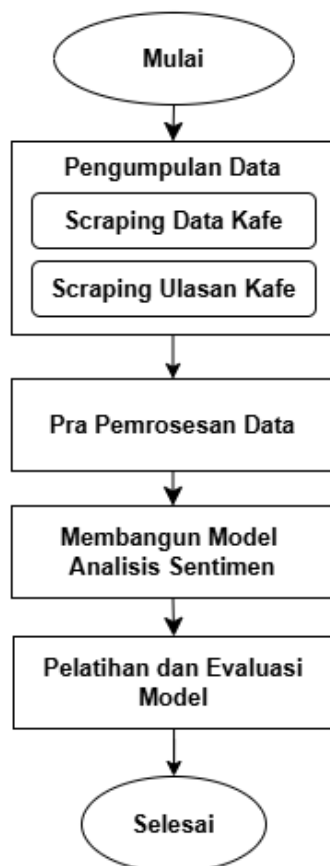 Mulai
Pengumpulan Data
Scraping Data Kafe
Scraping Ulasan Kafe
Pra Pemrosesan Data
Membangun Model
Analisis Sentimen
Pelatihan dan Evaluasi
Model
Selesai